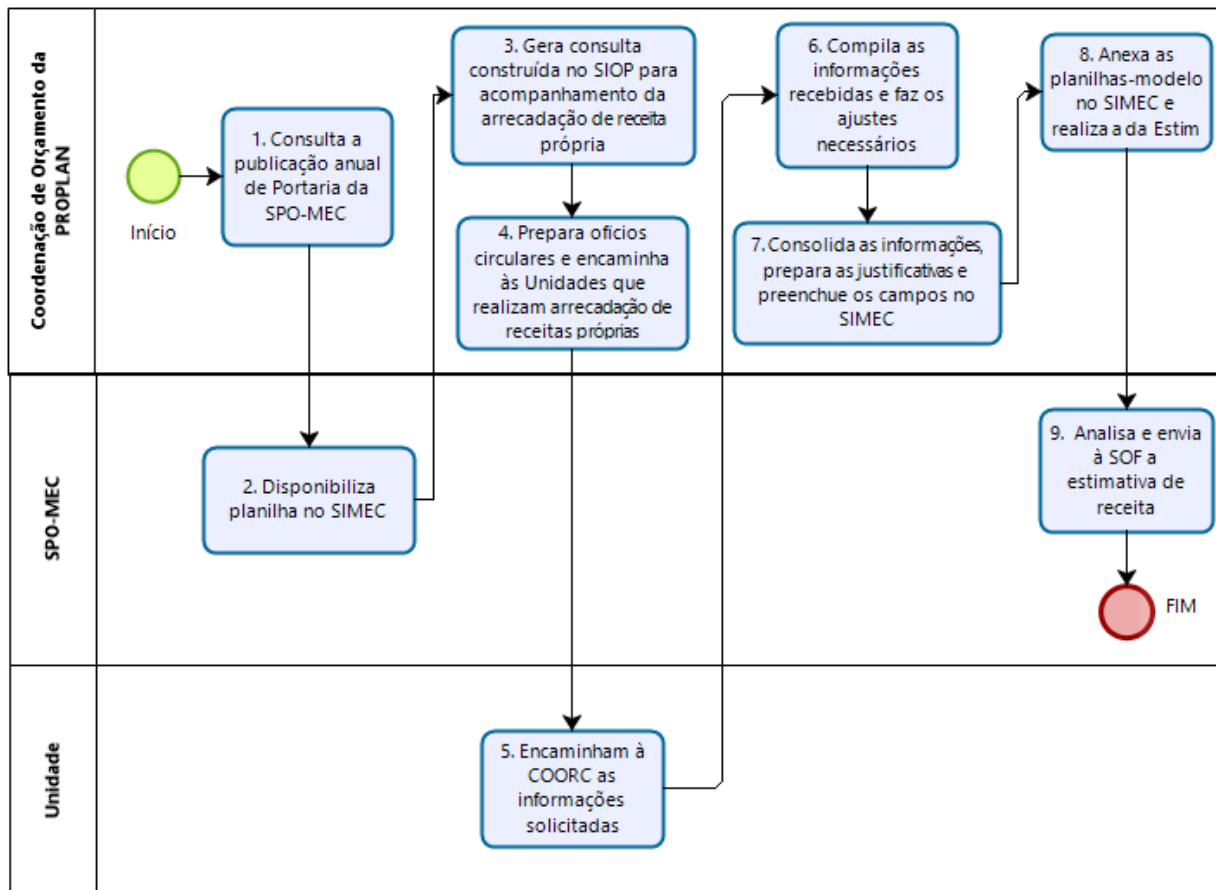 Coordenação de Orçamento da
PROPLAN
Início
1. Consulta a
publicação anual
de Portaria da
SPO-MEC
3. Gera consulta
construída no SIOP para
acompanhamento da
arrecadação de receita
própria
4. Prepara ofícios
circulares e encaminha
às Unidades que
realizam arrecadação de
receitas próprias
6. Compila as
informações
recebidas e faz os
ajustes
necessários
7. Consolida as informações,
prepara as justificativas e
preenchue os campos no
SIMEC
8. Anexa as
planilhas-modelo
no SIMEC e
realiza a da Estim
SPO-MEC
2. Disponibiliza
planilha no SIMEC
9. Analisa e envia
à SOF a
estimativa de
receita
FIM
Unidade
5. Encaminham à
COORC as
informações
solicitadas